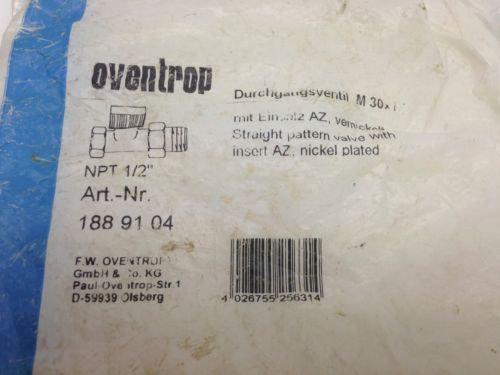 oventrop
Durchgangsventil M 30x1
mit Einsatz AZ, vernickelt
Straight pattern valve with
insert AZ, nickel plated
NPT 1/2"
Art.-Nr.
188 91 04
F.W. OVENTROP
GmbH & Co. KG
Paul-Oventrop-Str.1
D-59939 Olsberg
4 026755 256314